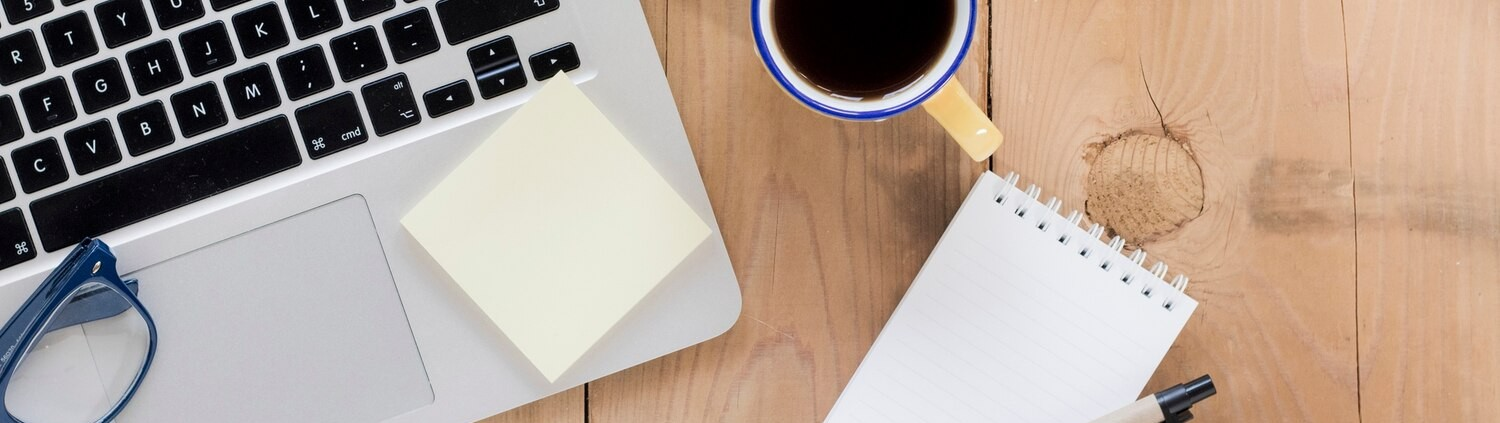 5
R T Y U
F G H J K L
C V B N M ; , : . _ -
⌘ ⌘ cmd alt ⌥ ◀ ▲ ▼ ▶